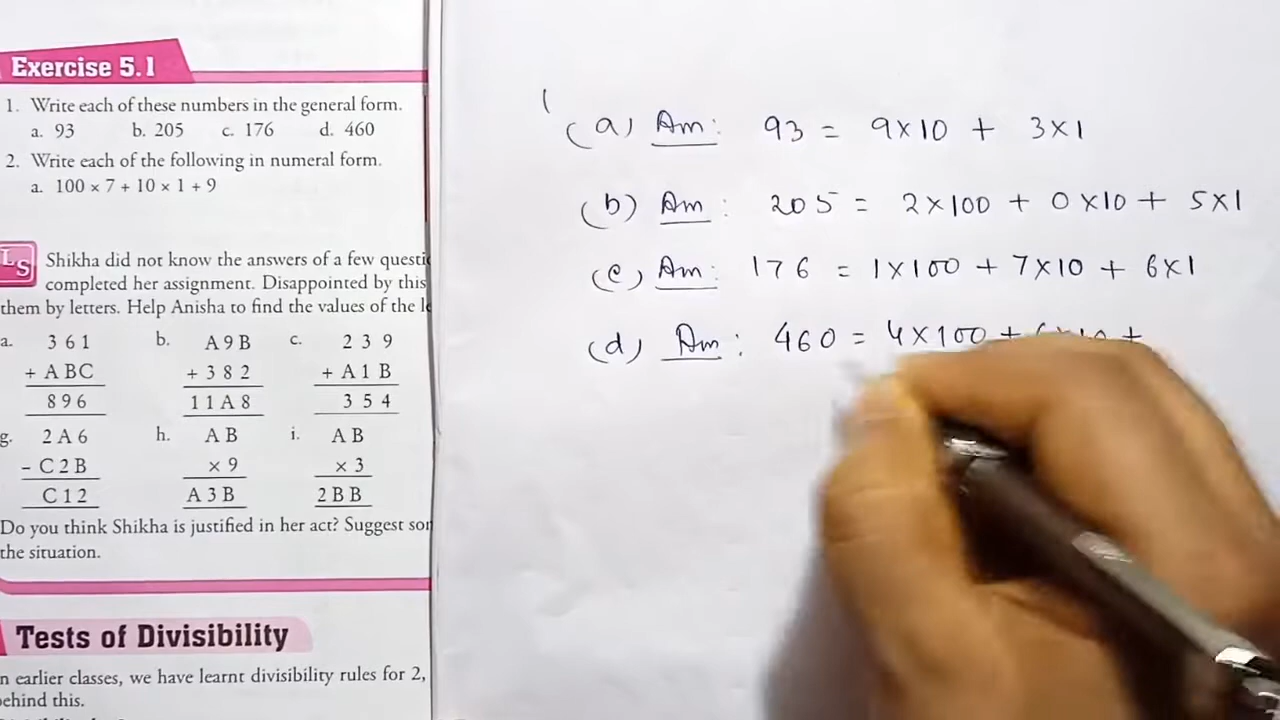 Exercise 5.1
1. Write each of these numbers in the general form.
a. 93 b. 205 c. 176 d. 460
2. Write each of the following in numeral form.
a. 100 × 7 + 10 × 1 + 9
LS Shikha did not know the answers of a few
completed her assignment. Disappointed by this
them by letters. Help Anisha to find the values of the
a. 3 6 1 b. A 9 B c. 2 3 9
+ A B C + 3 8 2 + A 1 B
8 9 6 1 1 A 8 3 5 4
g. 2 A 6 h. A B i. A B
- C 2 B × 9 × 3
C 1 2 A 3 B 2 B B
Do you think Shikha is justified in her act? Suggest
the situation.
Tests of Divisibility
n earlier classes, we have learnt divisibility rules for 2,
behind this.
1
(a) Ans: 93 = 9×10 + 3×1
(b) Ans: 205 = 2×100 + 0×10 + 5×1
(c) Ans: 176 = 1×100 + 7×10 + 6×1
(d) Ans: 460 = 4×100 + 6×10 +